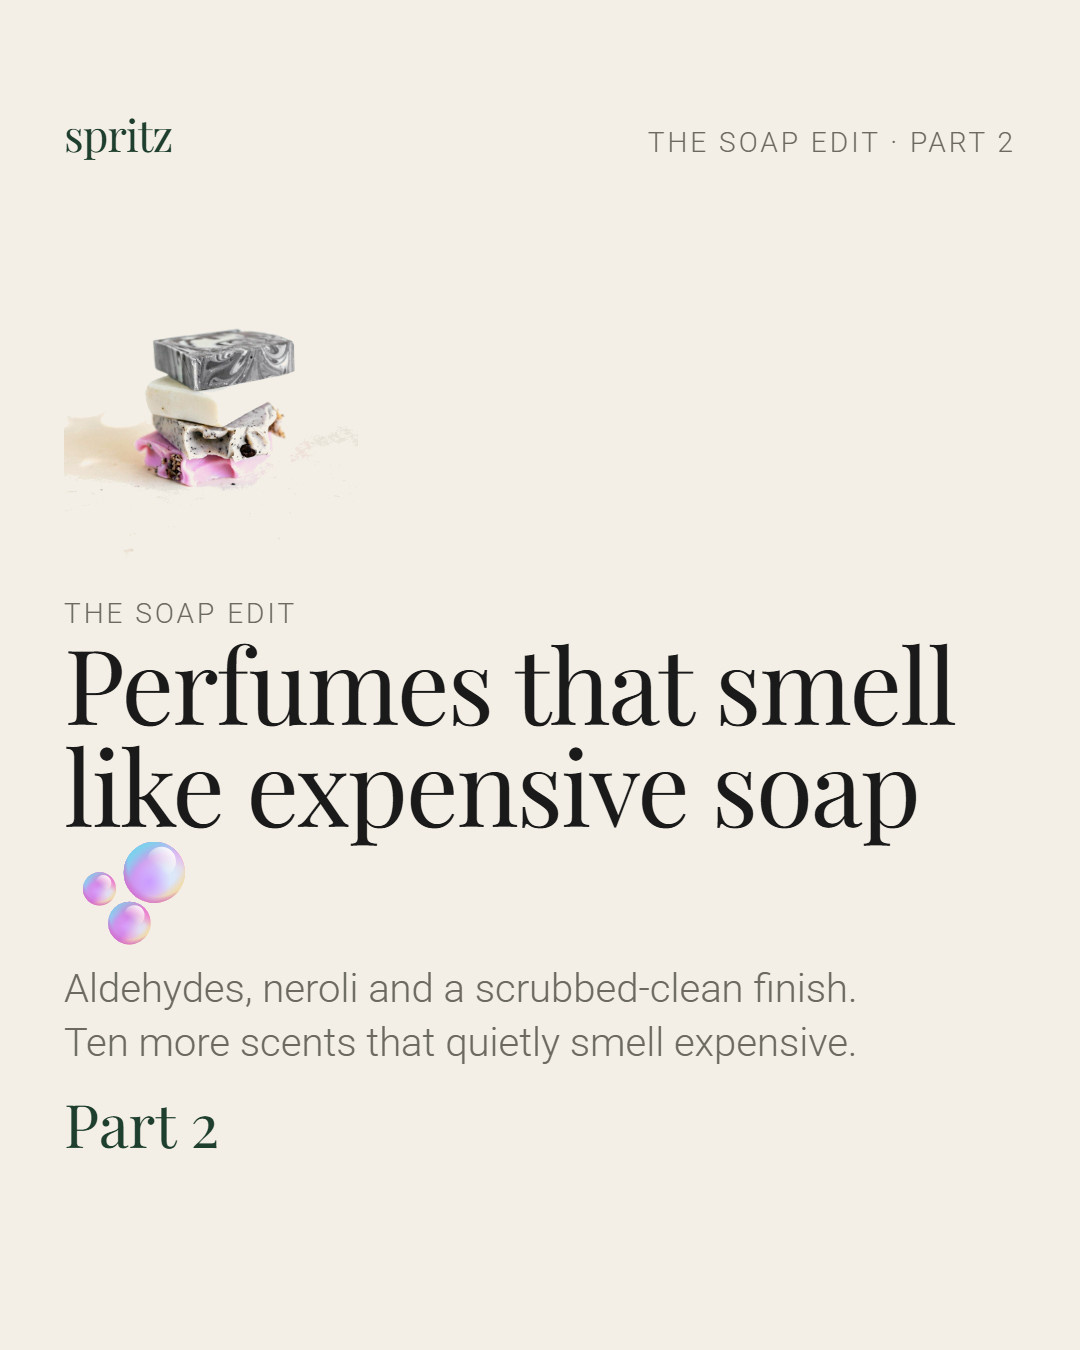 spritz
THE SOAP EDIT · PART 2
THE SOAP EDIT
Perfumes that smell
like expensive soap
Aldehydes, neroli and a scrubbed-clean finish.
Ten more scents that quietly smell expensive.
Part 2